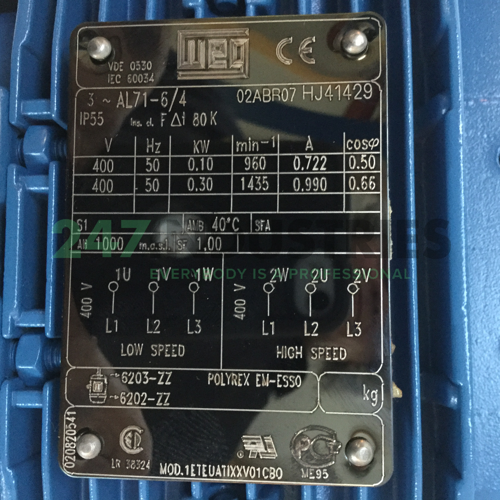 WEG
CE
VDE 0530
IEC 60034
3 ~ AL71-6/4 02ABR07 HJ41429
IP55 Ins. cl. F Δt 80 K
V Hz KW min-1 A cosφ
400 50 0.10 960 0.722 0.50
400 50 0.30 1435 0.990 0.66
S1 AMB 40°C SFA
Alt 1000 m.a.s.l. SF 1.00
247
EVERYBODY IS A PROFESSIONAL
1U 1V 1W 2W 2U 2V
400 V 400 V
L1 L2 L3 L1 L2 L3
LOW SPEED HIGH SPEED
6203-ZZ POLYREX EM-ESSO
6202-ZZ
kg
020820541
LR 38324
MOD.1ETEUATIXXV01CB0
ME95